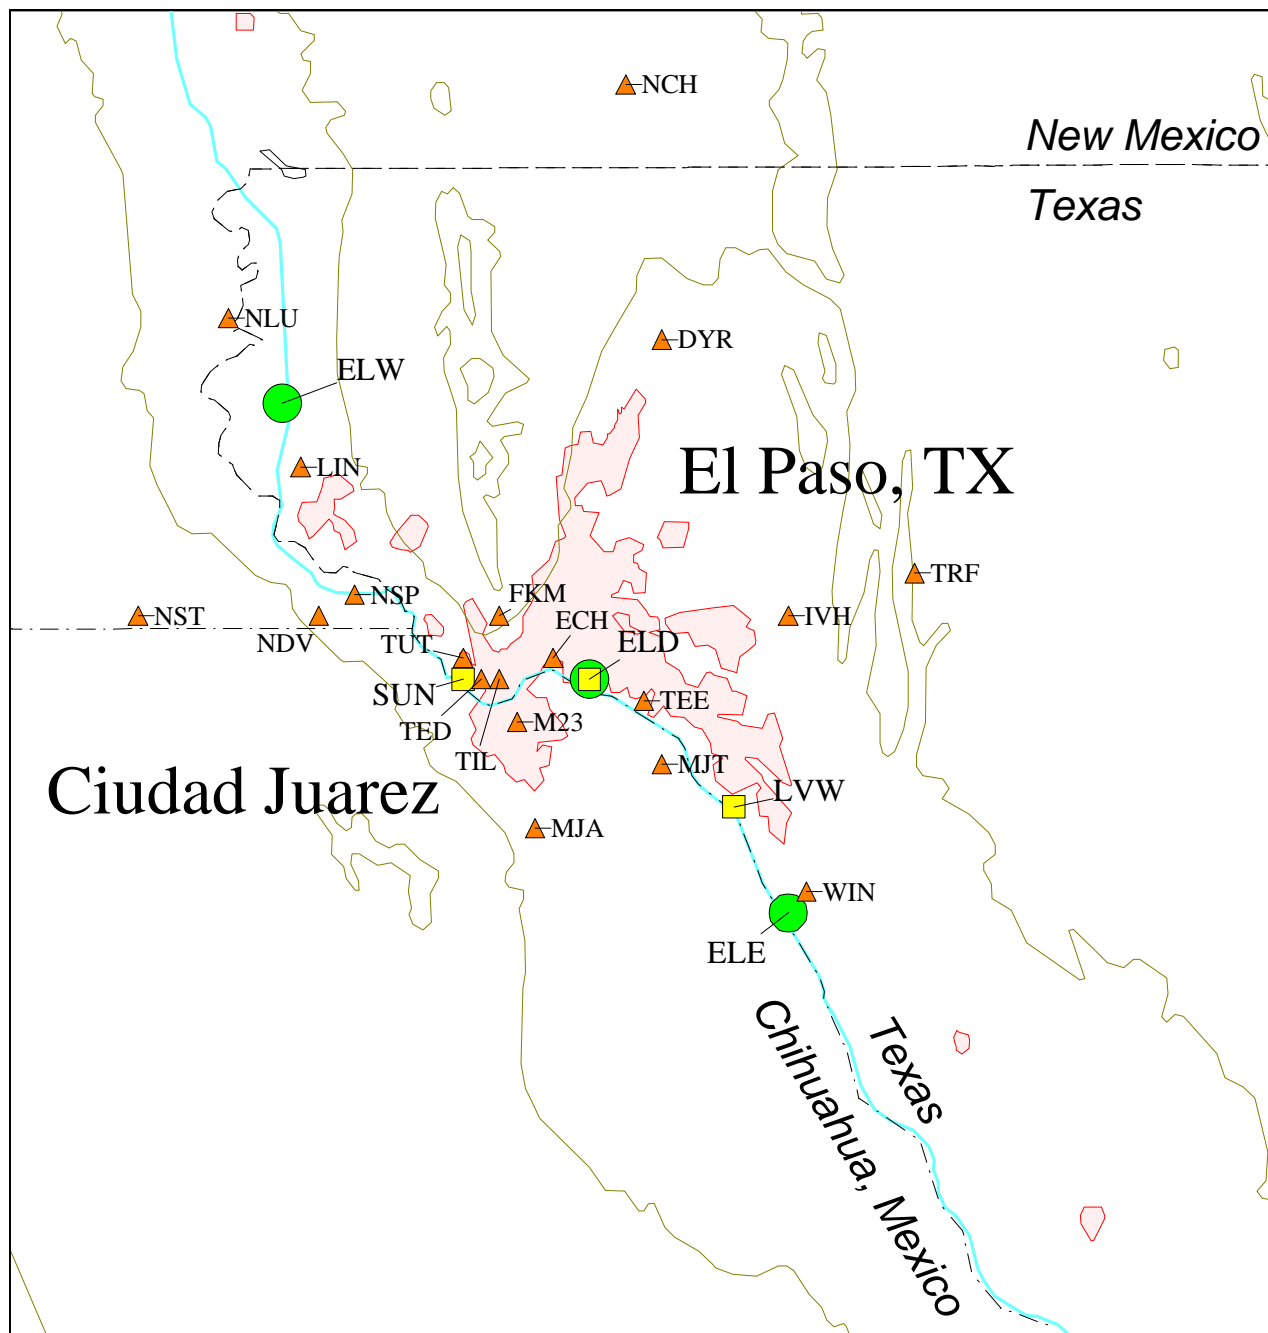 NCH
New Mexico
Texas
NLU
DYR
ELW
El Paso, TX
LIN
TRF
NSP
FKM
NST
IVH
NDV
TUT
ECH
ELD
SUN
TEE
TED
M23
TIL
MJT
Ciudad Juarez
LVW
MJA
WIN
ELE
Texas
Chihuahua, Mexico